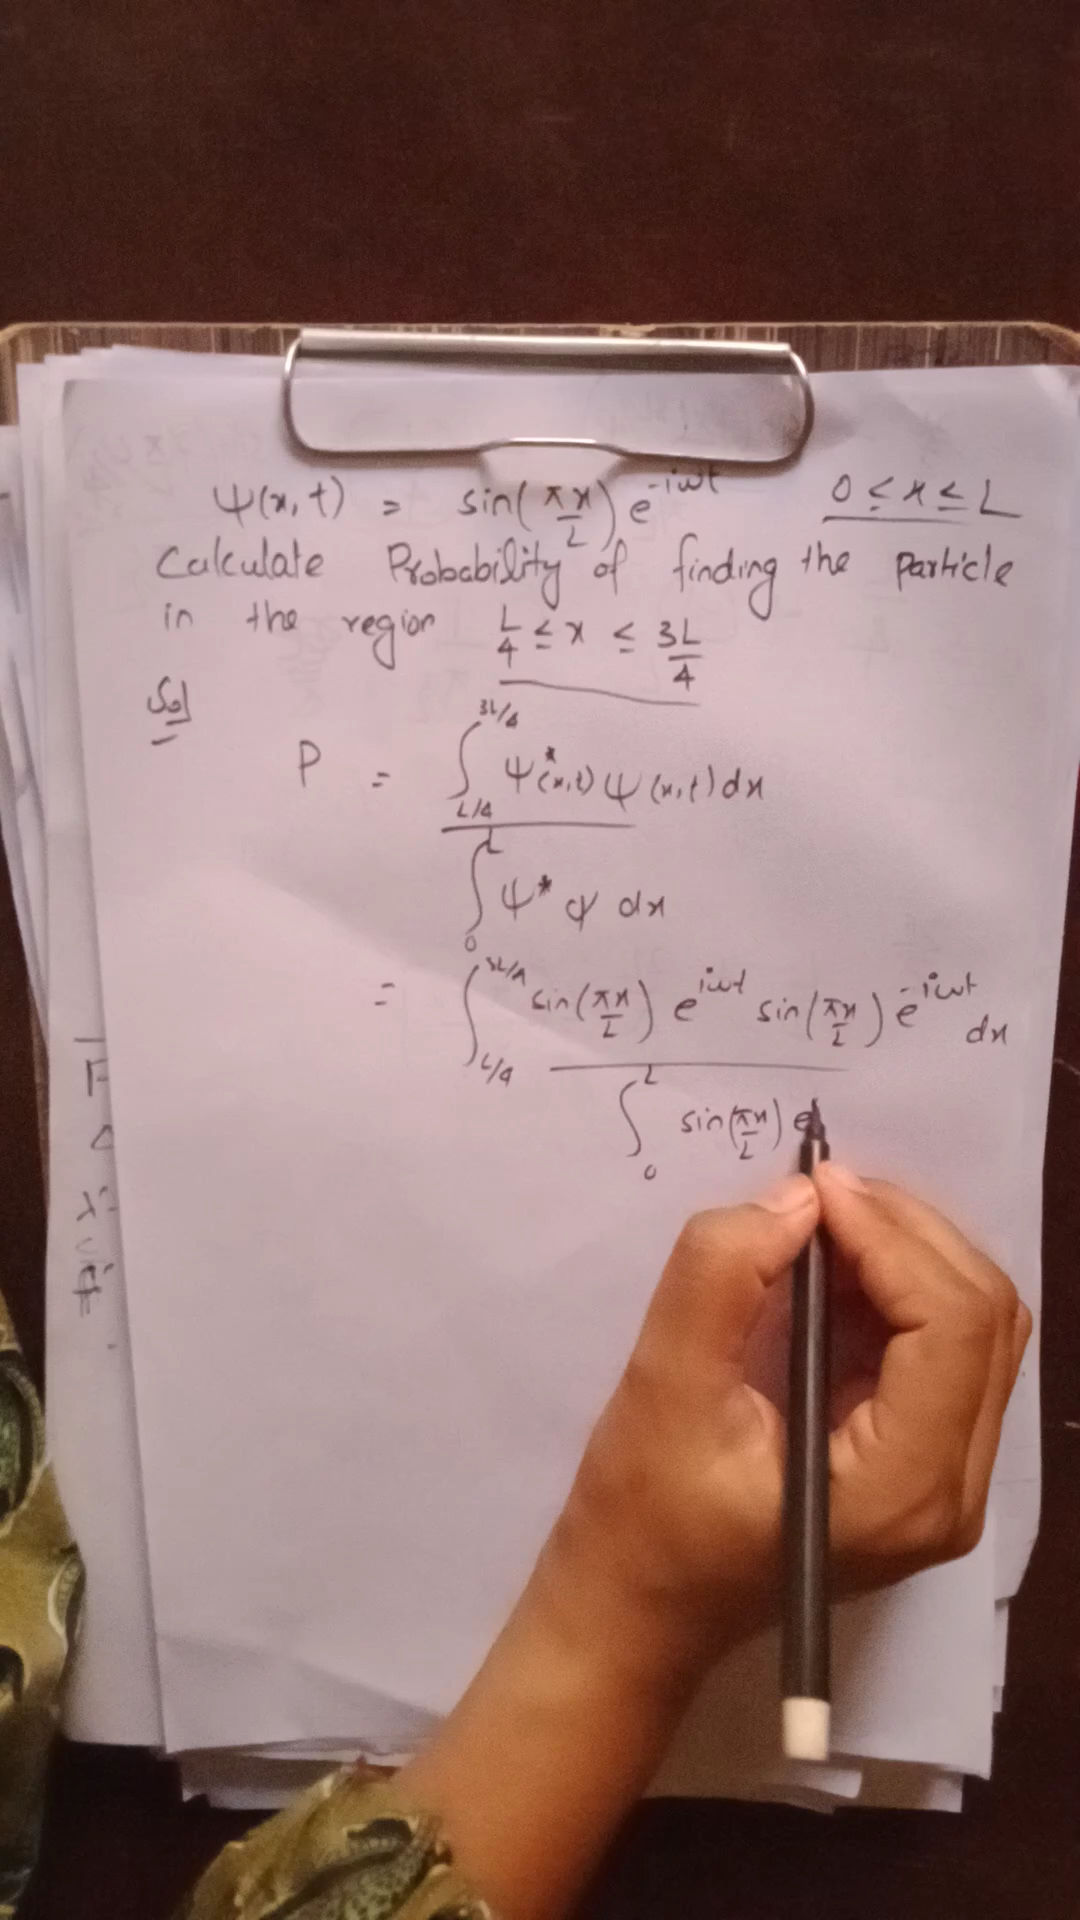 ψ(x,t) = sin(πx/L) e^-iωt 0 ≤ x ≤ L
Calculate Probability of finding the particle
in the region L/4 ≤ x ≤ 3L/4
Sol
P = ∫_{L/4}^{3L/4} ψ*(x,t) ψ(x,t) dx
∫_0^L ψ* ψ dx
= ∫_{L/4}^{3L/4} sin(πx/L) e^iωt sin(πx/L) e^-iωt dx
∫_0^L sin(πx/L) e